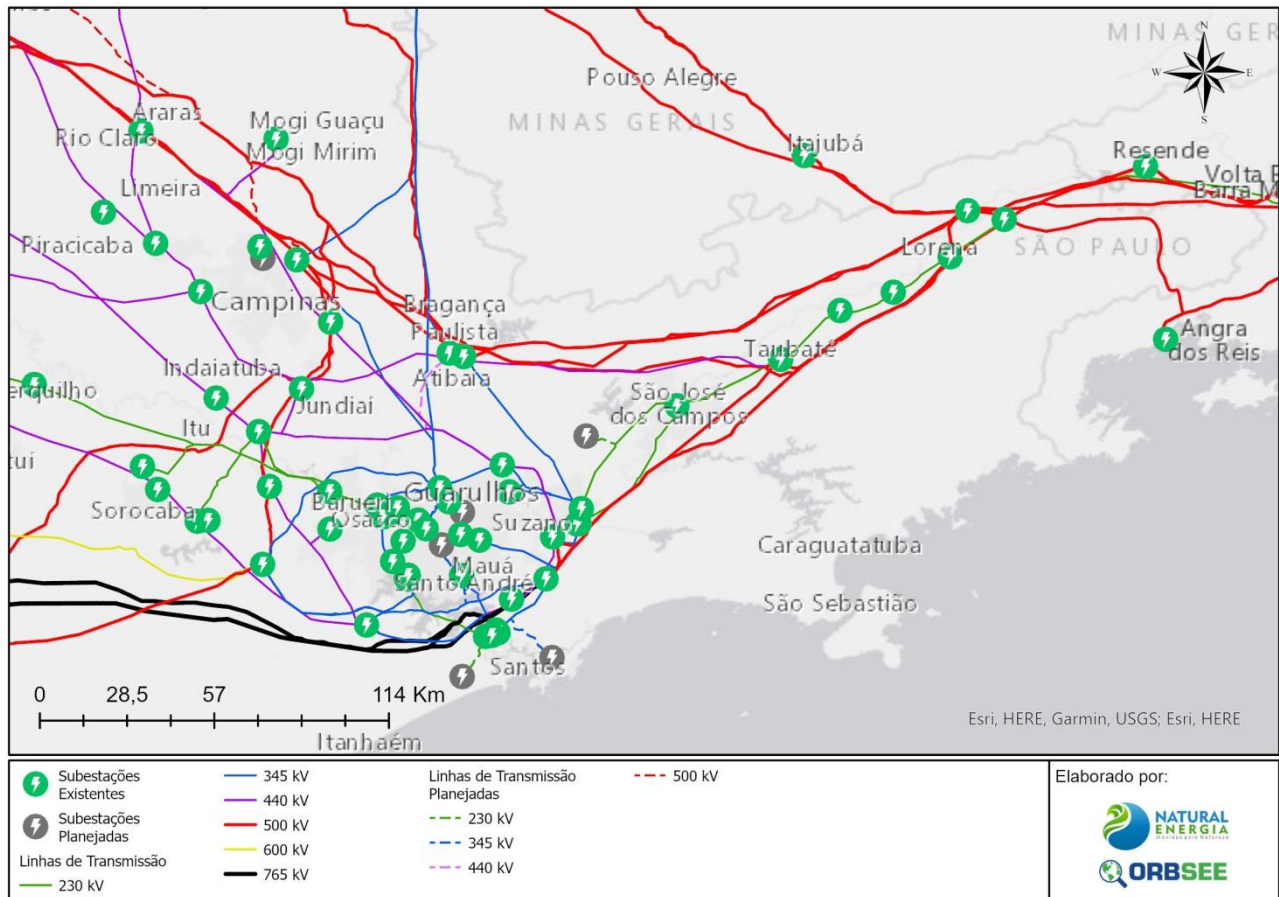 MINAS GER
Pouso Alegre
N
W
E
S
MINAS GERAIS
Araras
Rio Claro
Mogi Guaçu
Mogi Mirim
Itajubá
Resende
Volta
Barra M
Limeira
Piracicaba
Lorena
SÃO PAULO
Campinas
Bragança
Paulista
Atibaia
Taubaté
Angra
dos Reis
Indaiatuba
Jundiaí
erquilho
São José
dos Campos
Itu
tuí
Sorocaba
Barueri
Osasco
Guarulhos
Suzano
Caraguatatuba
Mauá
Santo André
São Sebastião
Santos
0 28,5 57 114 Km
Itanhaém
Esri, HERE, Garmin, USGS; Esri, HERE
Subestações
Existentes
Subestações
Planejadas
Linhas de Transmissão
230 kV
345 kV
440 kV
500 kV
600 kV
765 kV
Linhas de Transmissão
Planejadas
230 kV
345 kV
440 kV
500 kV
Elaborado por:
NATURAL
ENERGIA
ORBSEE